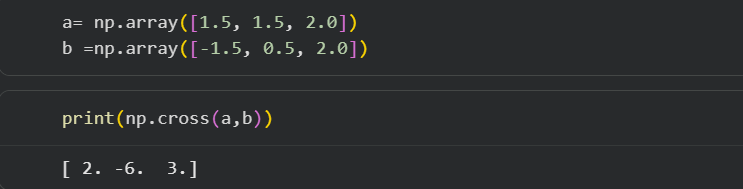 a= np.array([1.5, 1.5, 2.0])
b =np.array([-1.5, 0.5, 2.0])
print(np.cross(a,b))
[ 2. -6.  3.]